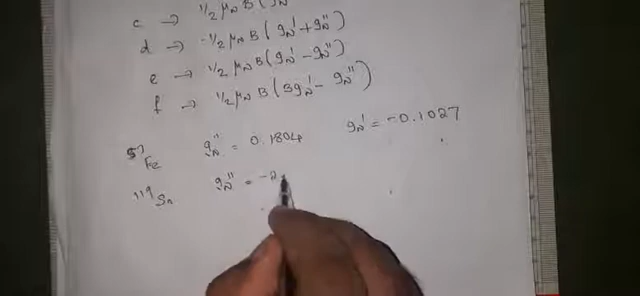 c → 1/2 μN B (
d → -1/2 μN B ( gN' + gN'' )
e → 1/2 μN B ( gN' - gN'' )
f → 1/2 μN B ( 3gN' - gN'' )
57Fe gN'' = 0.1804 gN' = -0.1027
119Sn gN'' = -2